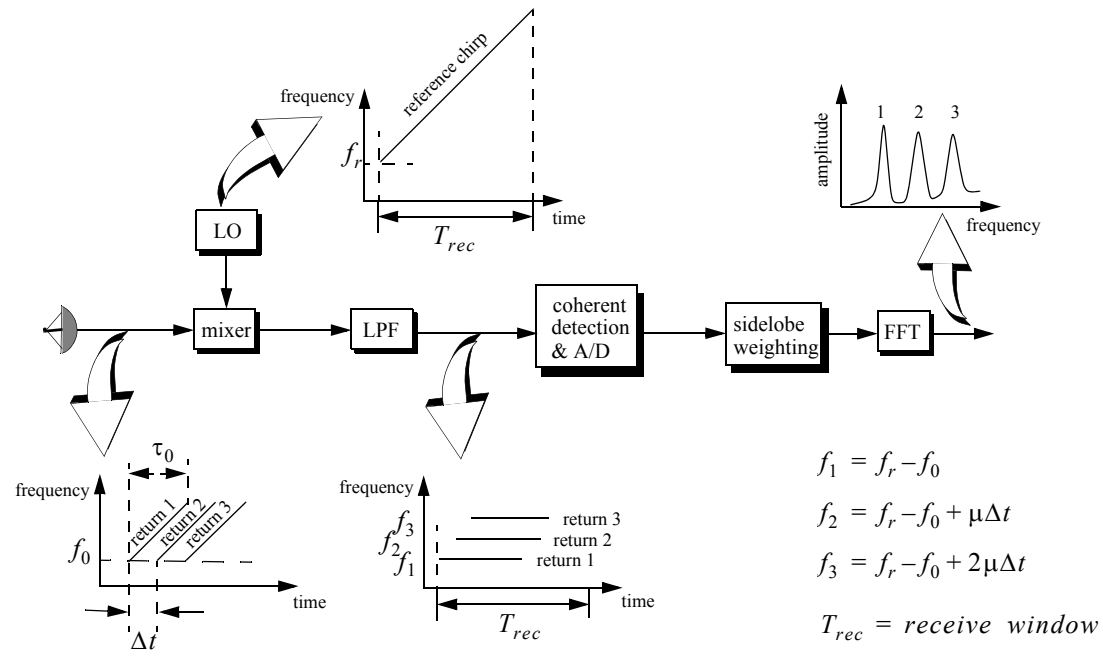 frequency
reference chirp
f_r
time
T_rec
amplitude
1 2 3
frequency
LO
mixer
LPF
coherent
detection
& A/D
sidelobe
weighting
FFT
τ_0
frequency
return 1
return 2
return 3
f_0
time
Δt
frequency
f_3
return 3
f_2
return 2
f_1
return 1
time
T_rec
f_1 = f_r – f_0
f_2 = f_r – f_0 + μΔt
f_3 = f_r – f_0 + 2μΔt
T_rec = receive window